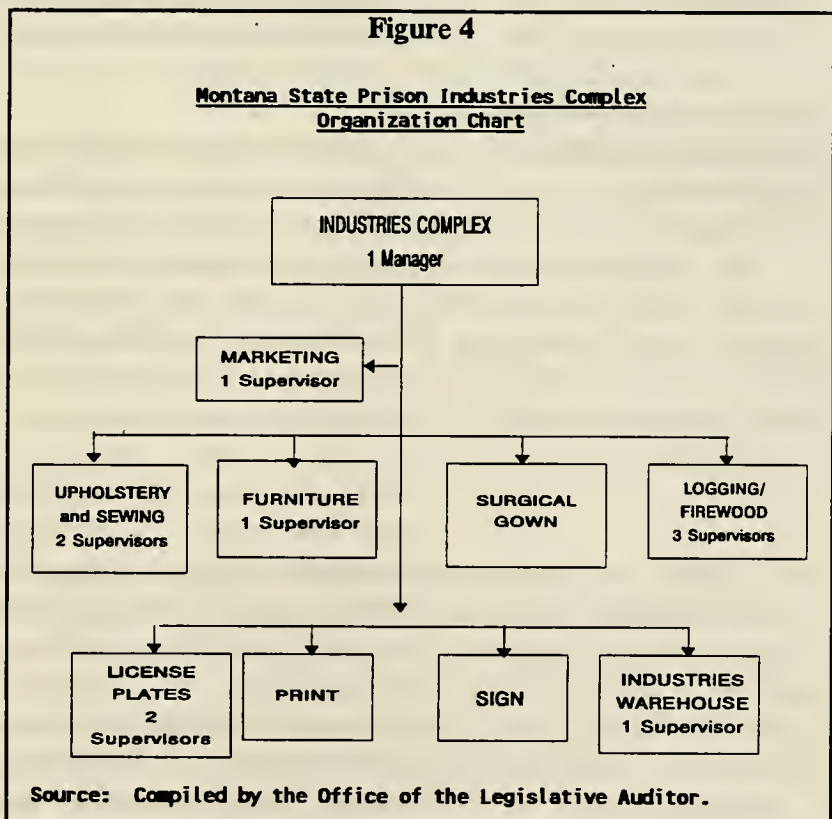 Figure 4
Montana State Prison Industries Complex
Organization Chart
INDUSTRIES COMPLEX
1 Manager
MARKETING
1 Supervisor
UPHOLSTERY
and SEWING
2 Supervisors
FURNITURE
1 Supervisor
SURGICAL
GOWN
LOGGING/
FIREWOOD
3 Supervisors
LICENSE
PLATES
2
Supervisors
PRINT
SIGN
INDUSTRIES
WAREHOUSE
1 Supervisor
Source: Compiled by the Office of the Legislative Auditor.